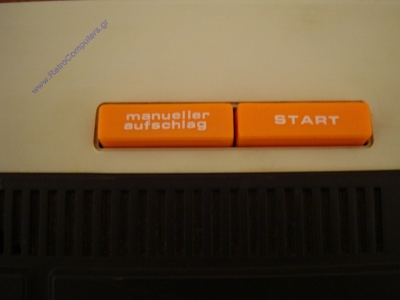 www.RetroComputers.gr
manueller
aufschlag
START